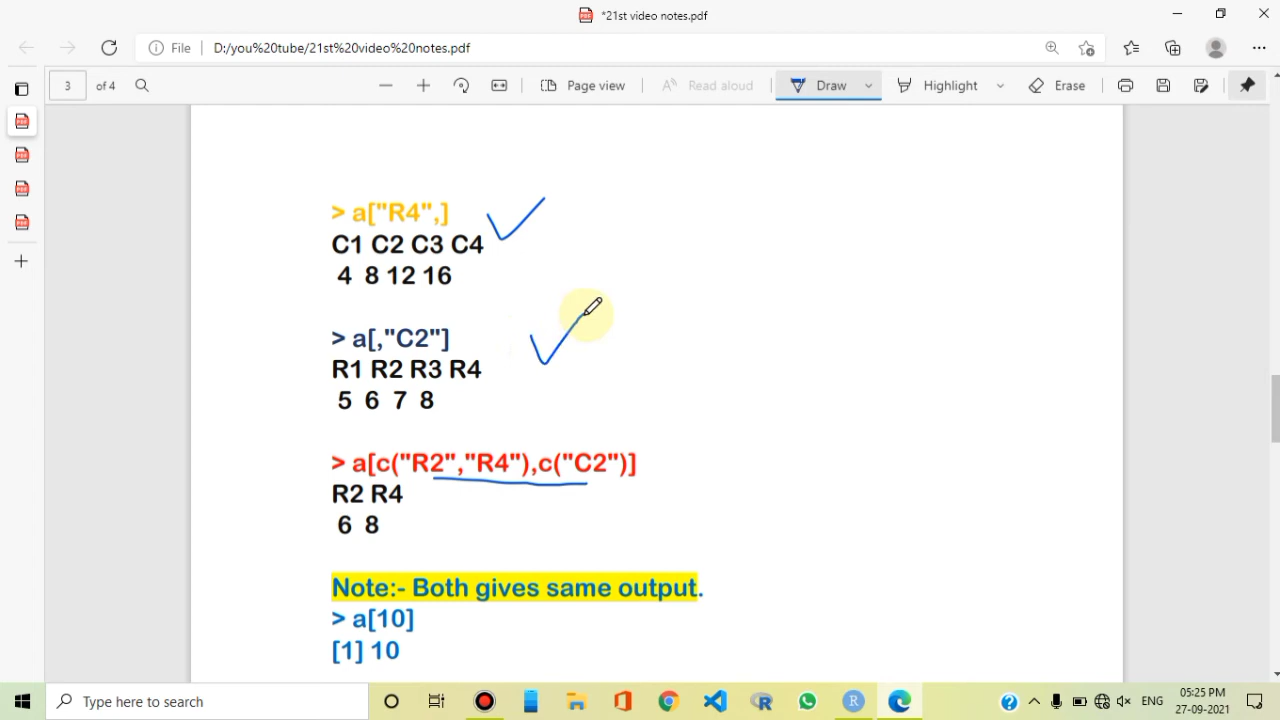 *21st video notes.pdf
File | D:/you%20tube/21st%20video%20notes.pdf
3 of 4 Page view Read aloud Draw Highlight Erase
> a["R4",]
C1 C2 C3 C4
4 8 12 16
> a[,"C2"]
R1 R2 R3 R4
5 6 7 8
> a[c("R2","R4"),c("C2")]
R2 R4
6 8
Note:- Both gives same output.
> a[10]
[1] 10
Type here to search
ENG
05:25 PM
27-09-2021